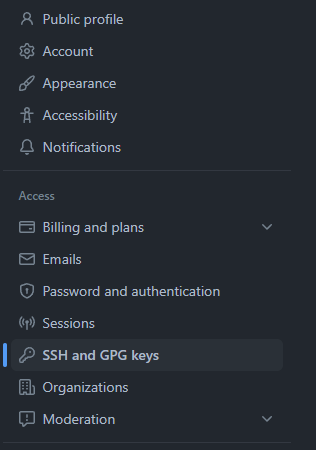 Public profile
Account
Appearance
Accessibility
Notifications
Access
Billing and plans
Emails
Password and authentication
Sessions
SSH and GPG keys
Organizations
Moderation